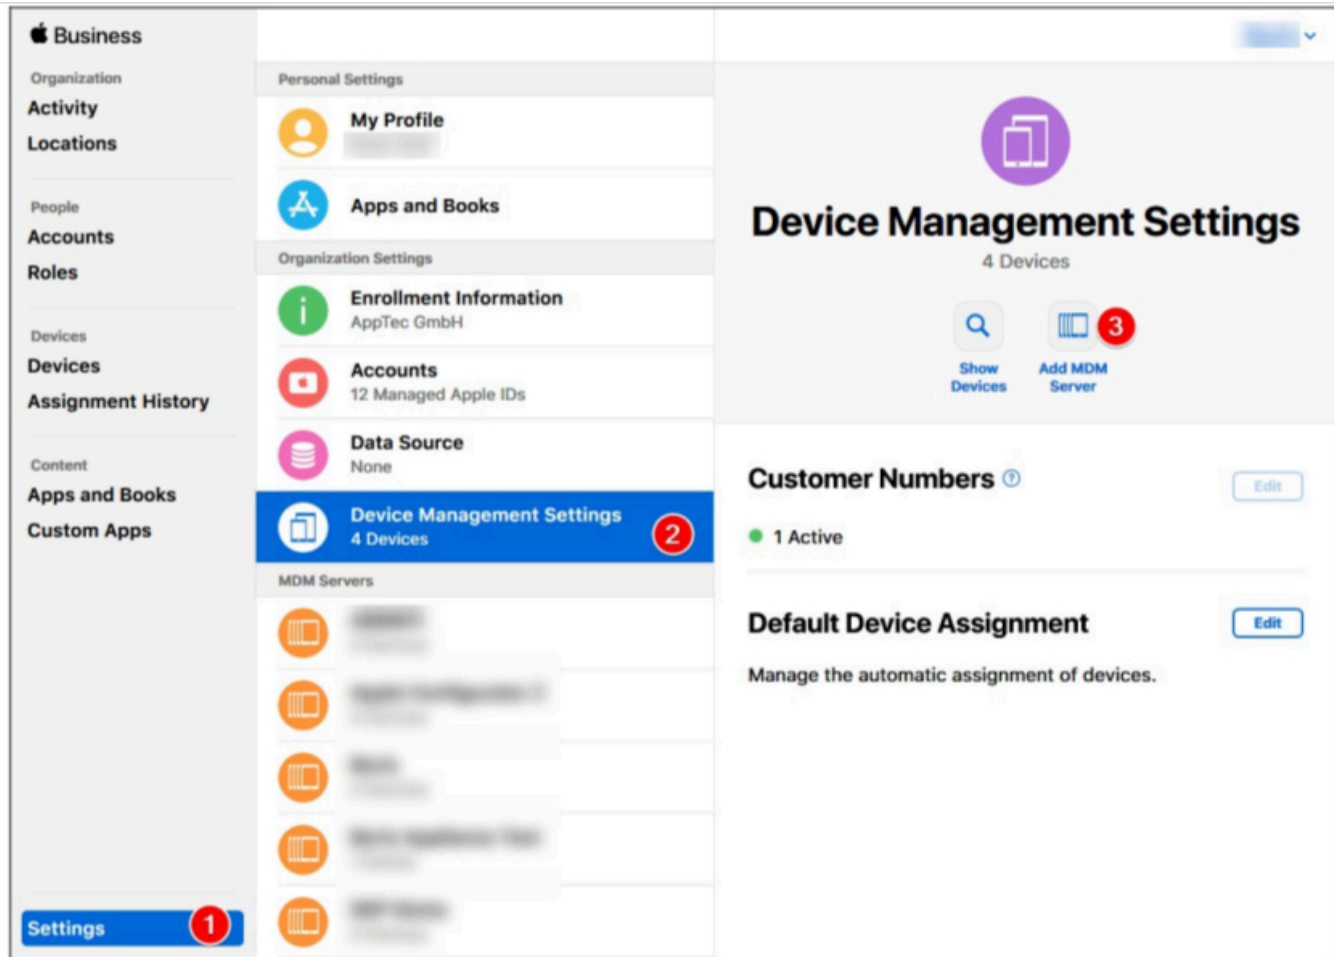 Business
Organization
Activity
Locations
People
Accounts
Roles
Devices
Devices
Assignment History
Content
Apps and Books
Custom Apps
Settings
1
Personal Settings
My Profile
Apps and Books
Organization Settings
Enrollment Information
AppTec GmbH
Accounts
12 Managed Apple IDs
Data Source
None
Device Management Settings
4 Devices
2
MDM Servers
Device Management Settings
4 Devices
3
Show
Devices
Add MDM
Server
Customer Numbers ?
Edit
1 Active
Default Device Assignment
Edit
Manage the automatic assignment of devices.